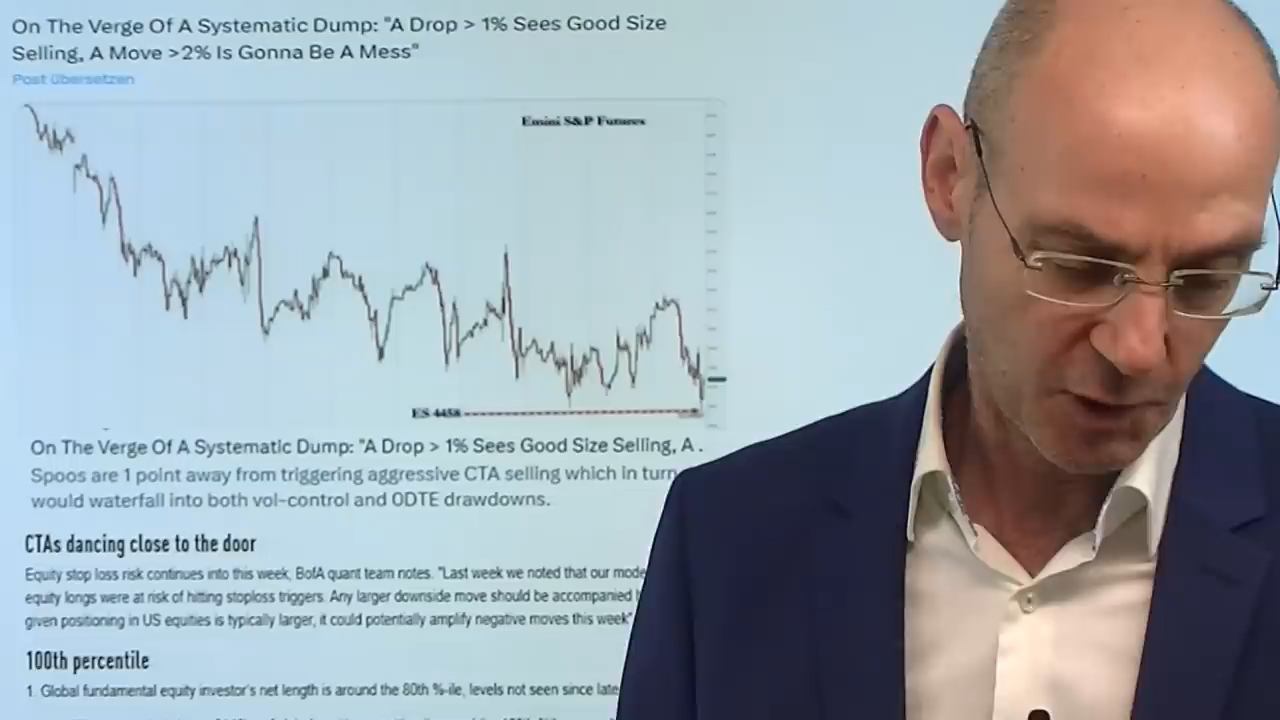 On The Verge Of A Systematic Dump: "A Drop > 1% Sees Good Size
Selling, A Move >2% Is Gonna Be A Mess"
Post übersetzen
Emini S&P Futures
ES 4458
On The Verge Of A Systematic Dump: "A Drop > 1% Sees Good Size Selling, A .
Spoos are 1 point away from triggering aggressive CTA selling which in turn
would waterfall into both vol-control and 0DTE drawdowns.
CTAs dancing close to the door
Equity stop loss risk continues into this week, BofA quant team notes. "Last week we noted that our mode
equity longs were at risk of hitting stoploss triggers. Any larger downside move should be accompanied
given positioning in US equities is typically larger, it could potentially amplify negative moves this week"
100th percentile
1. Global fundamental equity investor's net length is around the 80th %-ile, levels not seen since late